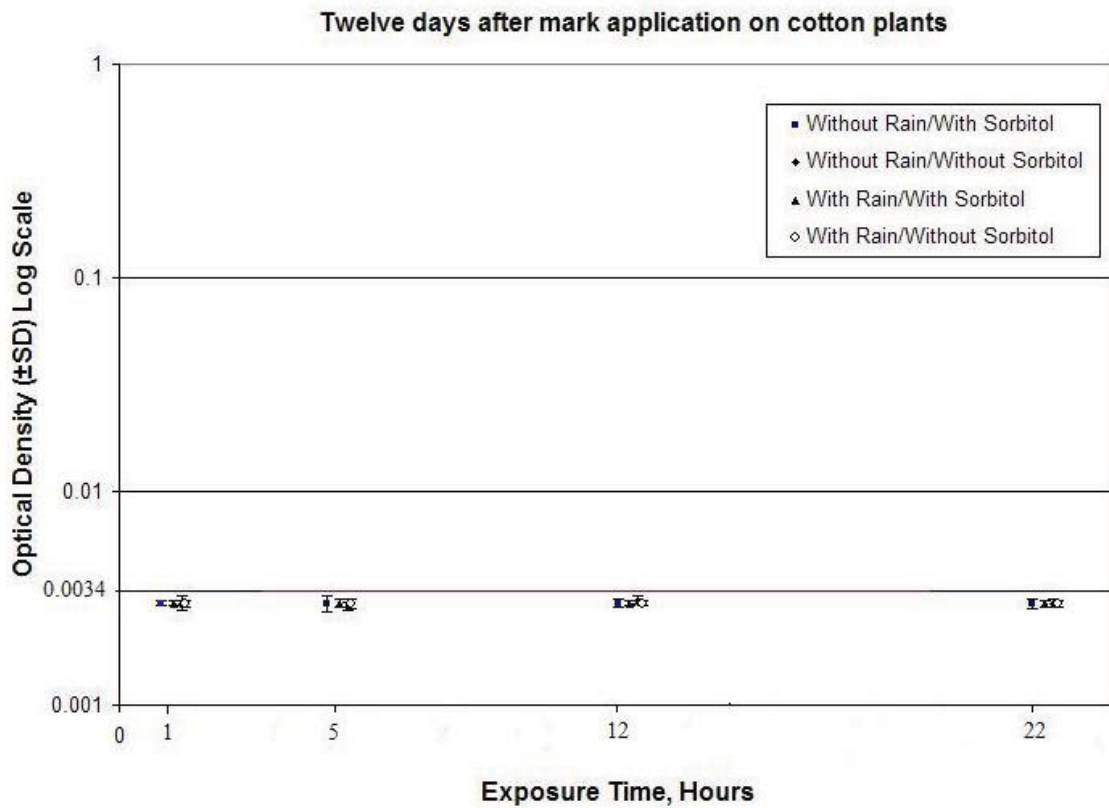 Twelve days after mark application on cotton plants
1
Without Rain/With Sorbitol
Without Rain/Without Sorbitol
With Rain/With Sorbitol
With Rain/Without Sorbitol
0.1
Optical Density (±SD) Log Scale
0.01
0.0034
0.001
0 1 5 12 22
Exposure Time, Hours